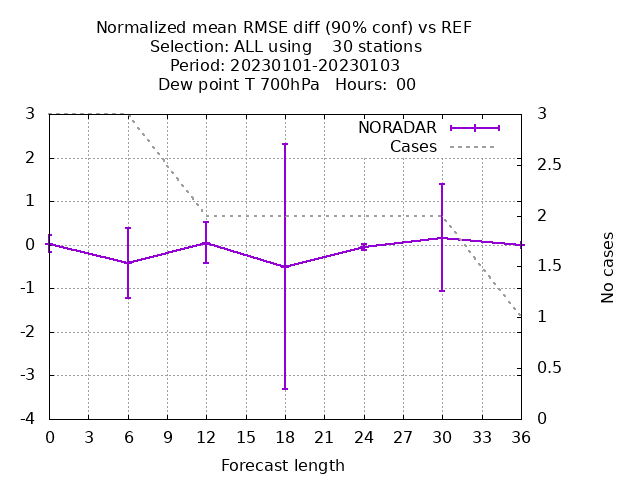 Normalized mean RMSE diff (90% conf) vs REF
Selection: ALL using    30 stations
Period: 20230101-20230103
Dew point T 700hPa   Hours:  00
NORADAR
Cases
3
2
1
0
-1
-2
-3
-4
3
2.5
2
1.5
1
0.5
0
No cases
0 3 6 9 12 15 18 21 24 27 30 33 36
Forecast length